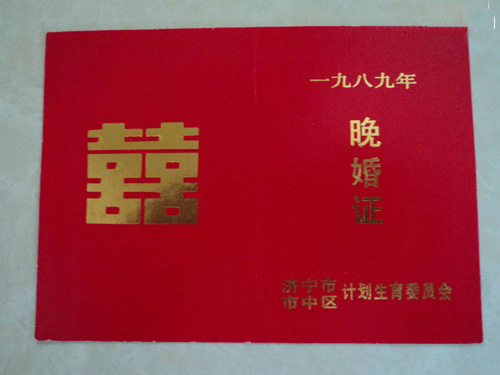 囍
一九八九年
晚婚证
济宁市
市中区
计划生育委员会